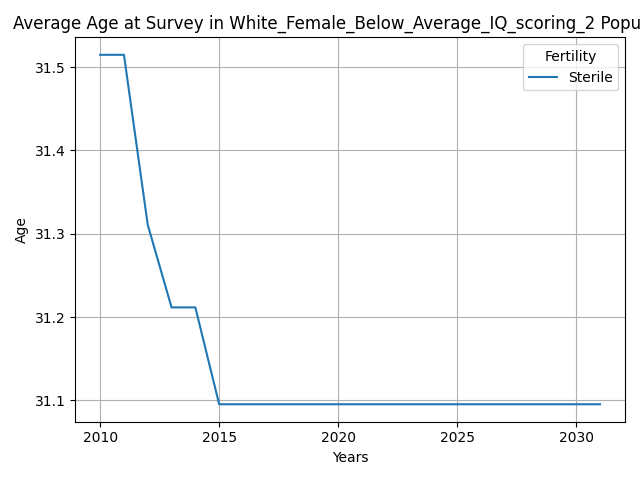 Average Age at Survey in White_Female_Below_Average_IQ_scoring_2 Popu
Fertility
Sterile
31.5
31.4
31.3
31.2
31.1
Age
2010 2015 2020 2025 2030
Years